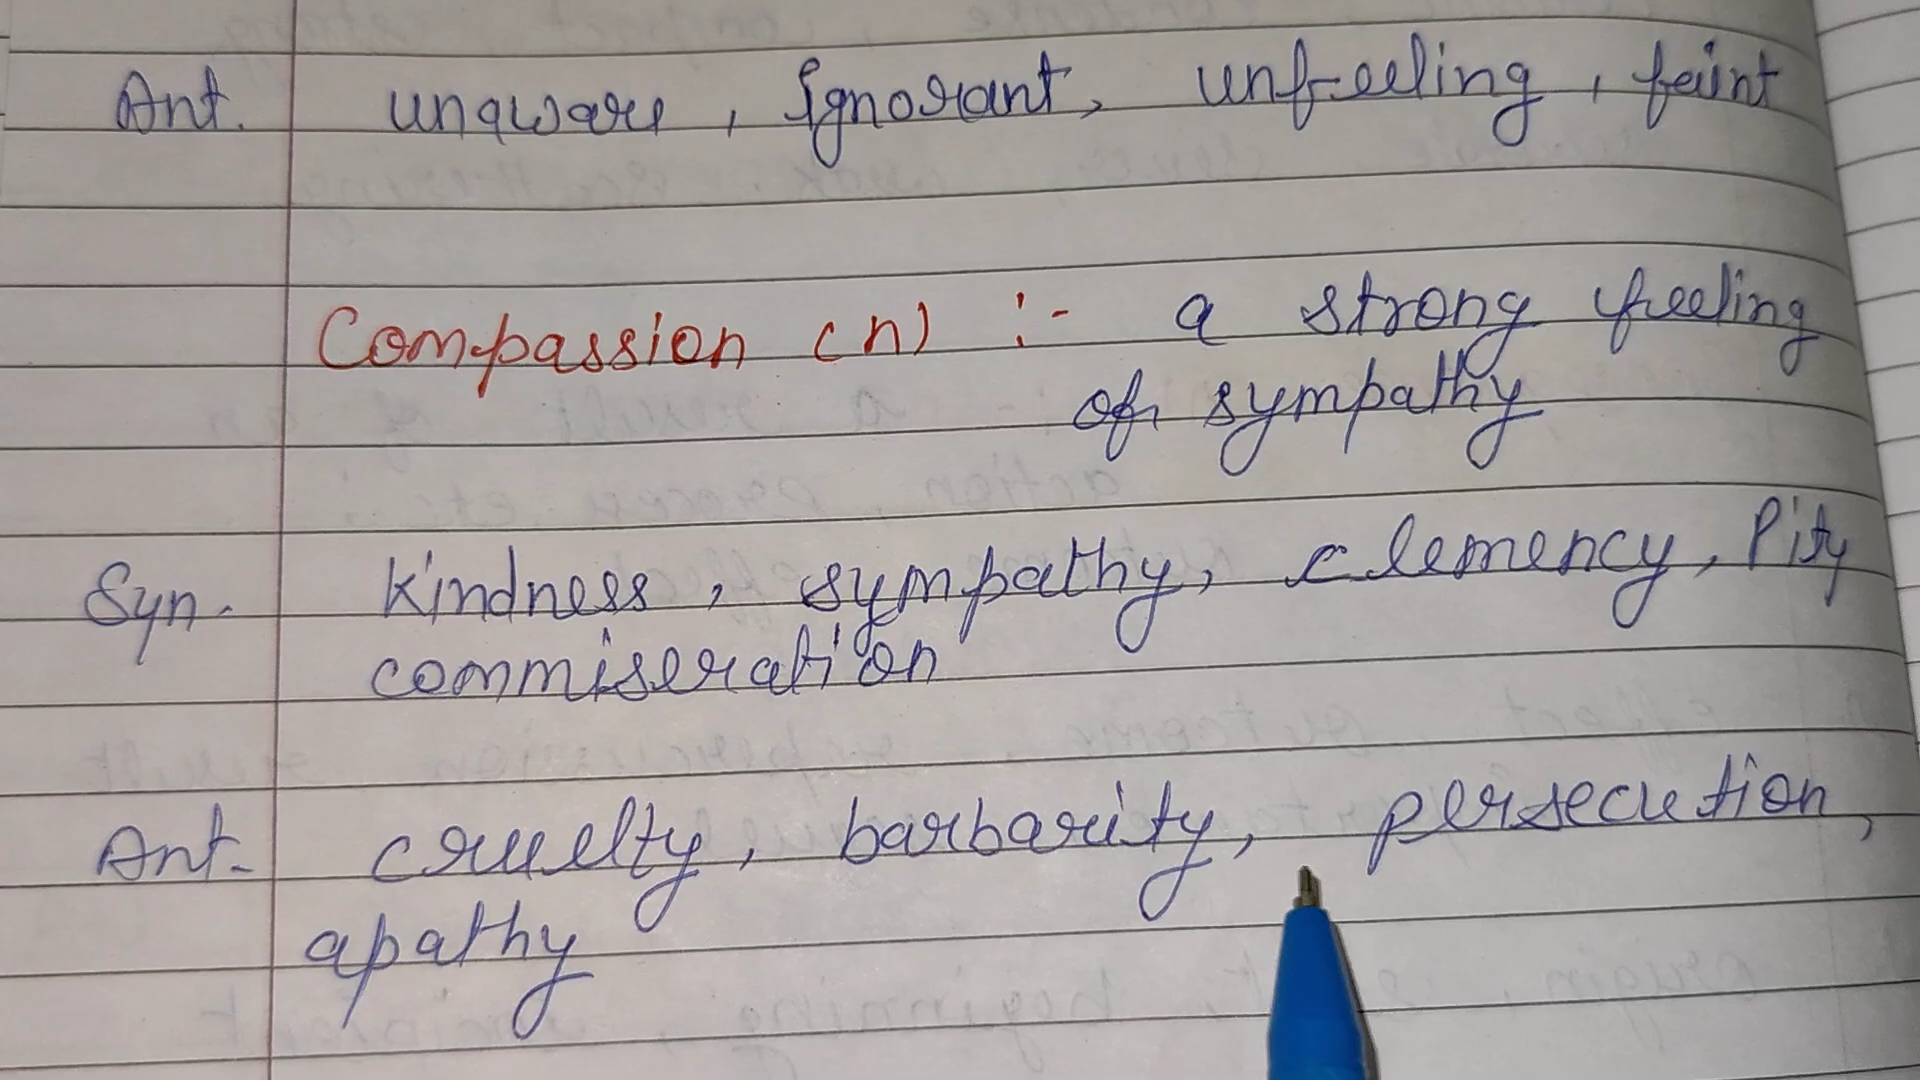 Ant. unaware, Ignorant, unfeeling, faint
Compassion (n) :- a strong feeling
of sympathy
Syn. Kindness, sympathy, clemency, Pity
commiseration
Ant. cruelty, barbarity, persecution,
apathy